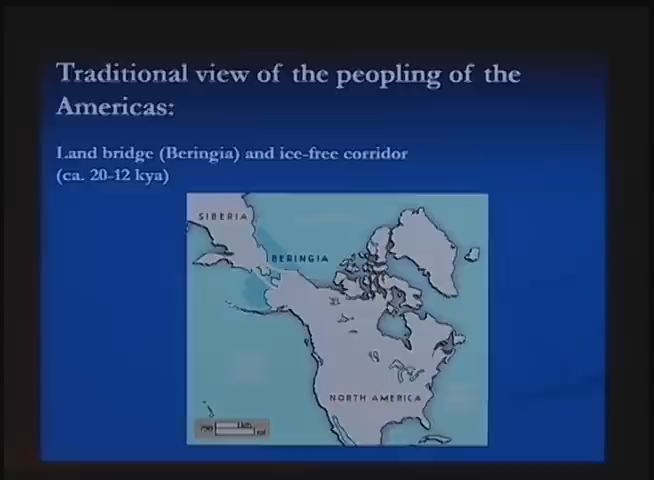 Traditional view of the peopling of the
Americas:
Land bridge (Beringia) and ice-free corridor
(ca. 20-12 kya)
SIBERIA
BERINGIA
NORTH AMERICA